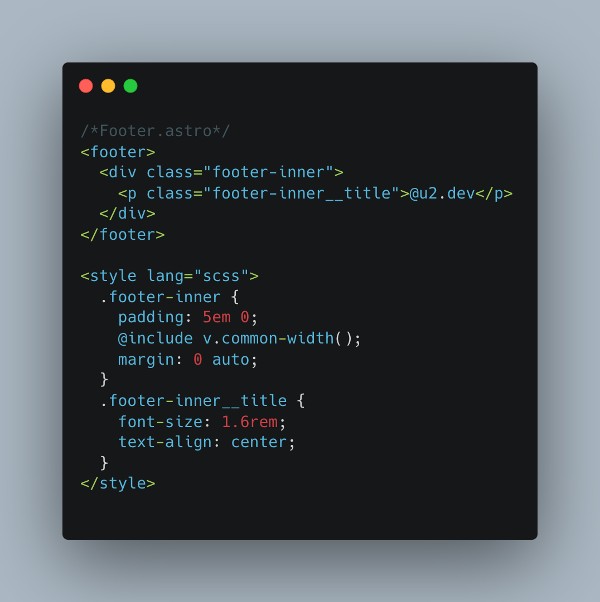 /*Footer.astro*/
<footer>
  <div class="footer-inner">
    <p class="footer-inner__title">@u2.dev</p>
  </div>
</footer>

<style lang="scss">
  .footer-inner {
    padding: 5em 0;
    @include v.common-width();
    margin: 0 auto;
  }
  .footer-inner__title {
    font-size: 1.6rem;
    text-align: center;
  }
</style>